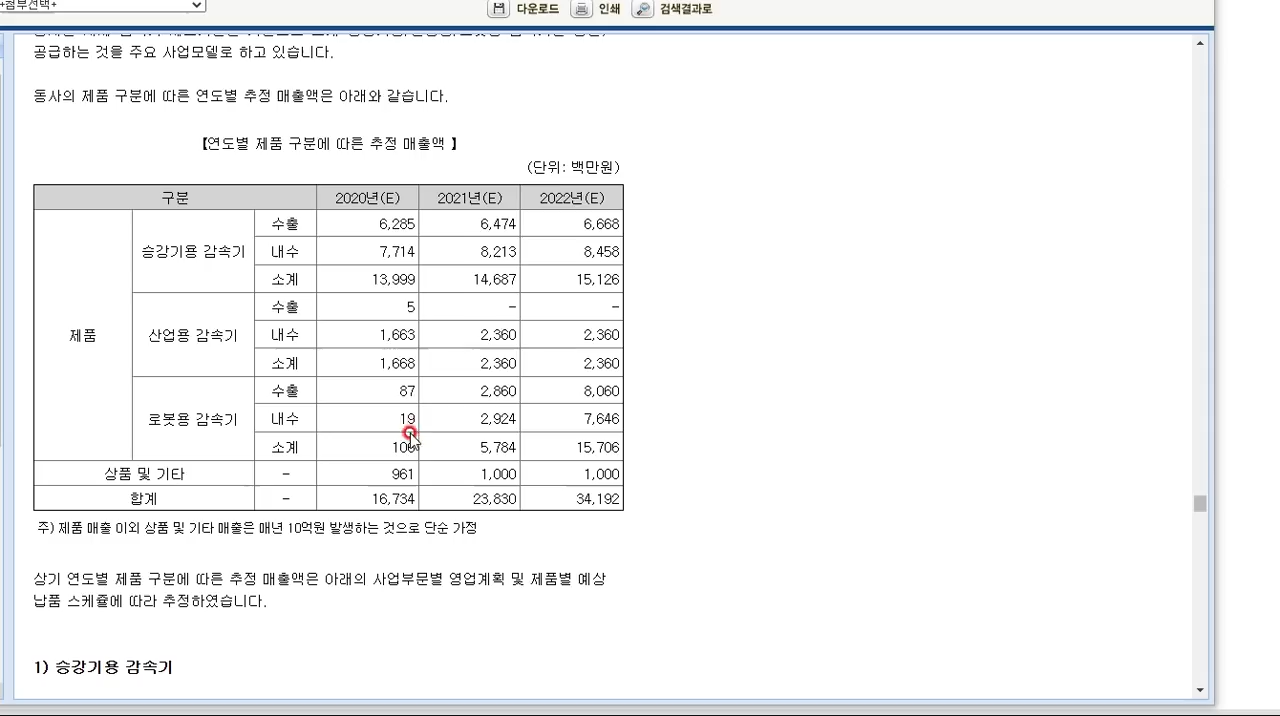 +첨부선택+
다운로드 인쇄 검색결과로
공급하는 것을 주요 사업모델로 하고 있습니다.
동사의 제품 구분에 따른 연도별 추정 매출액은 아래와 같습니다.
【연도별 제품 구분에 따른 추정 매출액 】
(단위: 백만원)
구분 2020년(E) 2021년(E) 2022년(E)
제품 승강기용 감속기 수출 6,285 6,474 6,668
내수 7,714 8,213 8,458
소계 13,999 14,687 15,126
산업용 감속기 수출 5 - -
내수 1,663 2,360 2,360
소계 1,668 2,360 2,360
로봇용 감속기 수출 87 2,860 8,060
내수 19 2,924 7,646
소계 5,784 15,706
상품 및 기타 - 961 1,000 1,000
합계 - 16,734 23,830 34,192
주) 제품 매출 이외 상품 및 기타 매출은 매년 10억원 발생하는 것으로 단순 가정
상기 연도별 제품 구분에 따른 추정 매출액은 아래의 사업부문별 영업계획 및 제품별 예상
납품 스케쥴에 따라 추정하였습니다.
1) 승강기용 감속기